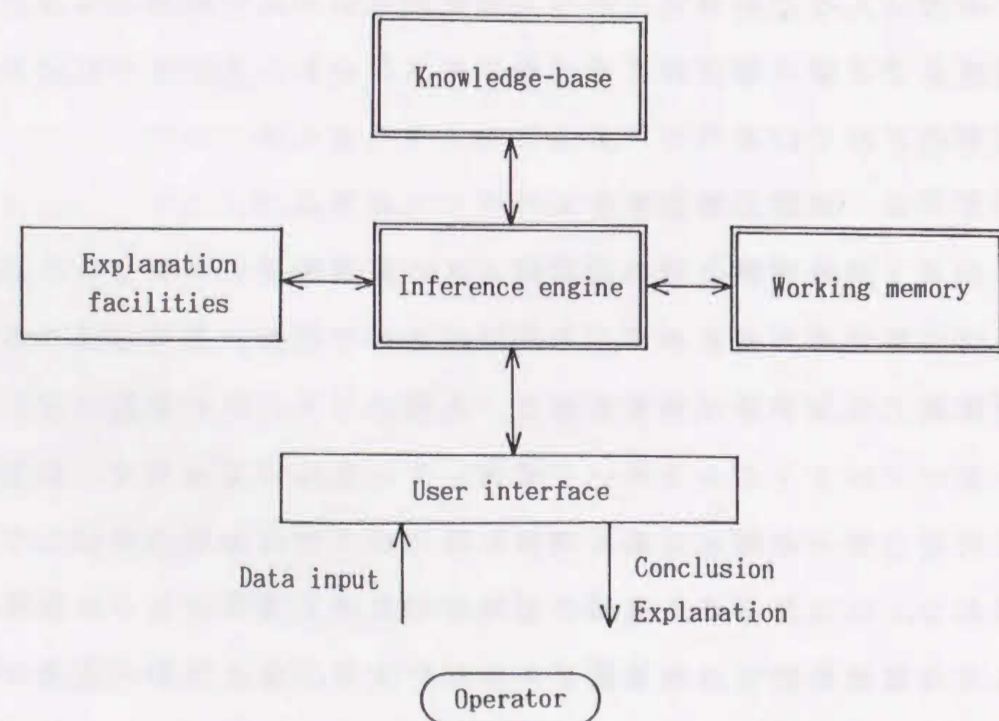 Knowledge-base
Explanation
facilities
Inference engine
Working memory
User interface
Data input
Conclusion
Explanation
Operator